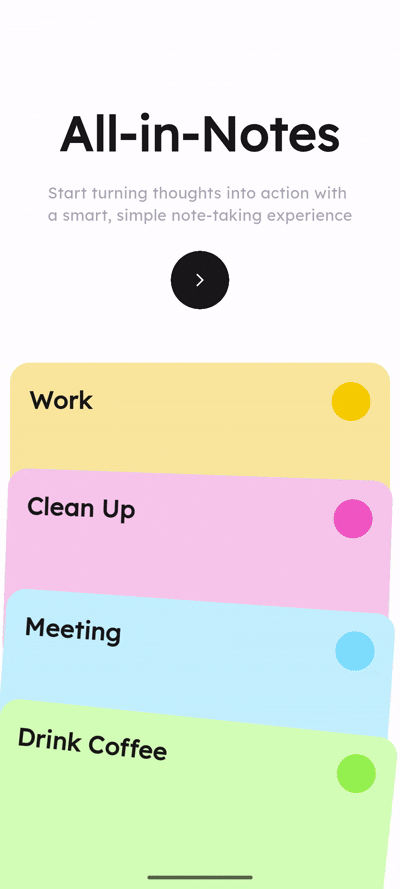 All-in-Notes
Start turning thoughts into action with
a smart, simple note-taking experience
Work
Clean Up
Meeting
Drink Coffee